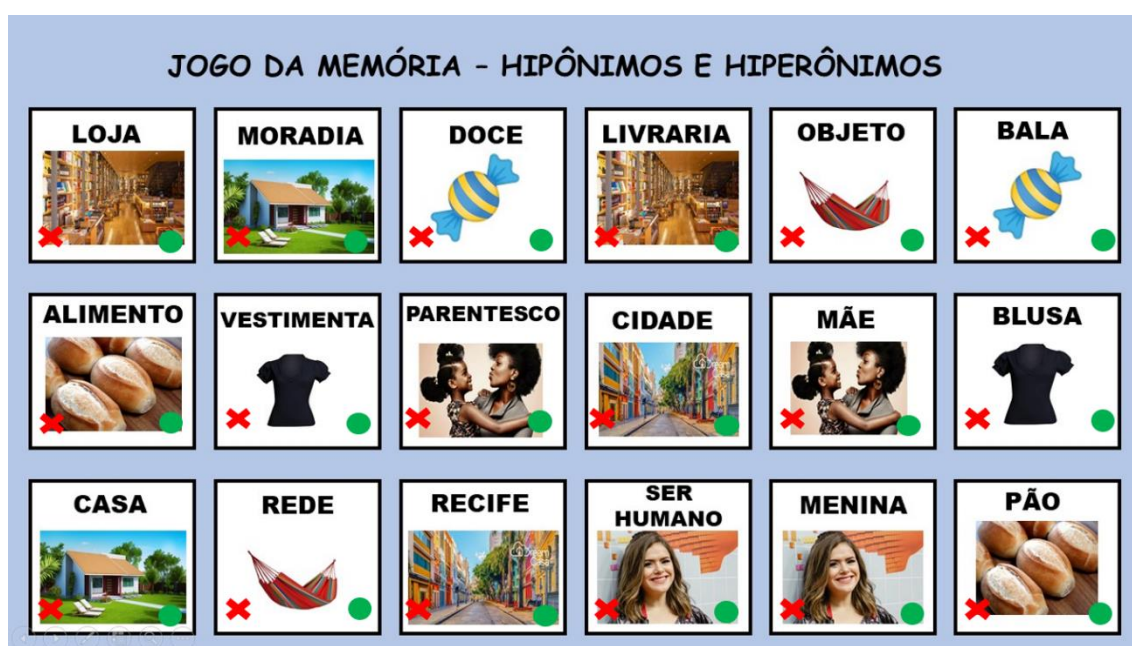 JOGO DA MEMÓRIA - HIPÔNIMOS E HIPERÔNIMOS
LOJA
MORADIA
DOCE
LIVRARIA
OBJETO
BALA
ALIMENTO
VESTIMENTA
PARENTESCO
CIDADE
MÃE
BLUSA
CASA
REDE
RECIFE
SER
HUMANO
MENINA
PÃO